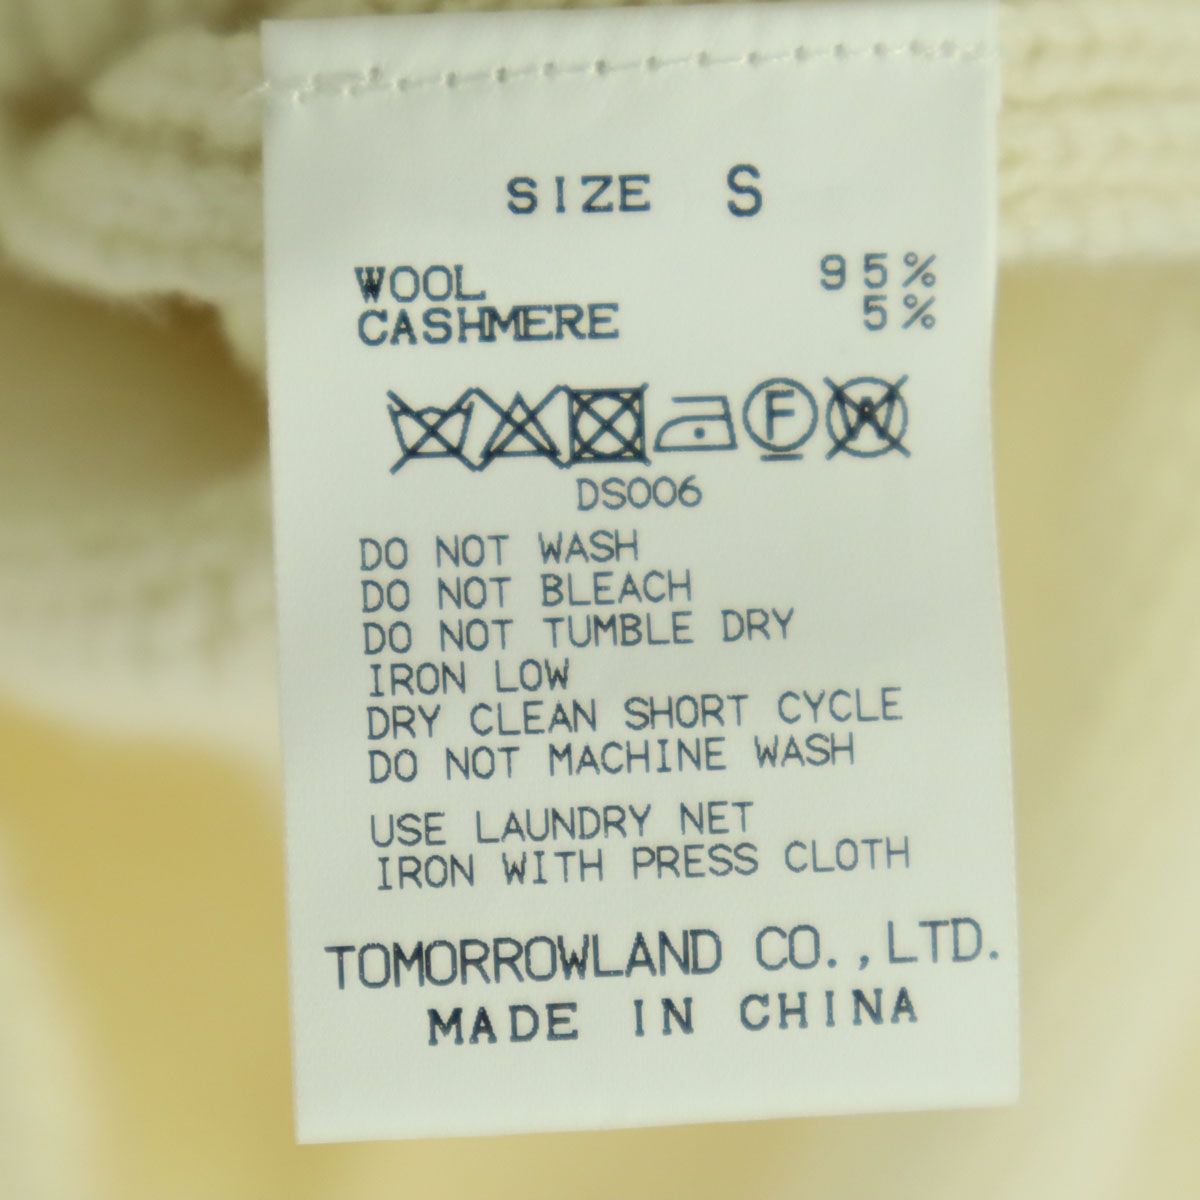 SIZE S
WOOL 95%
CASHMERE 5%
F W
DS006
DO NOT WASH
DO NOT BLEACH
DO NOT TUMBLE DRY
IRON LOW
DRY CLEAN SHORT CYCLE
DO NOT MACHINE WASH
USE LAUNDRY NET
IRON WITH PRESS CLOTH
TOMORROWLAND CO.,LTD.
MADE IN CHINA